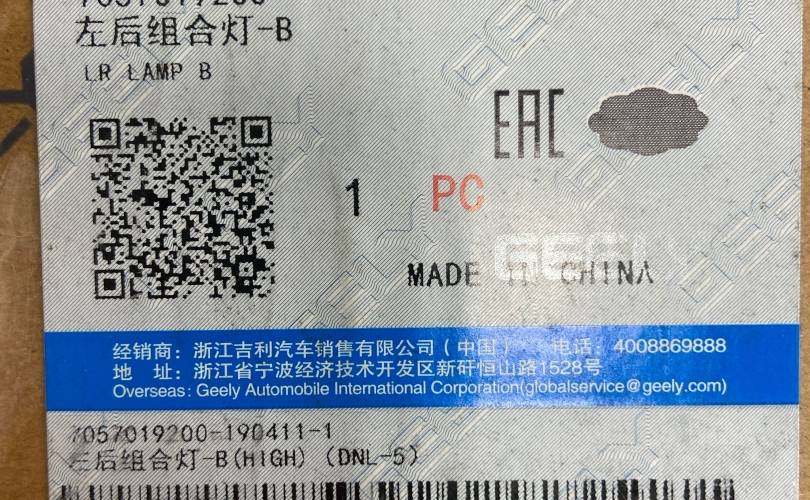 7057019200
左后组合灯-B
LR LAMP B
EAC
1 PC
GEELY
MADE IN CHINA
经销商：浙江吉利汽车销售有限公司（中国） 电话：4008869888
地 址：浙江省宁波经济技术开发区新矸恒山路1528号
Overseas: Geely Automobile International Corporation(globalservice@geely.com)
7057019200-190411-1
左后组合灯-B(HIGH) (DNL-5)